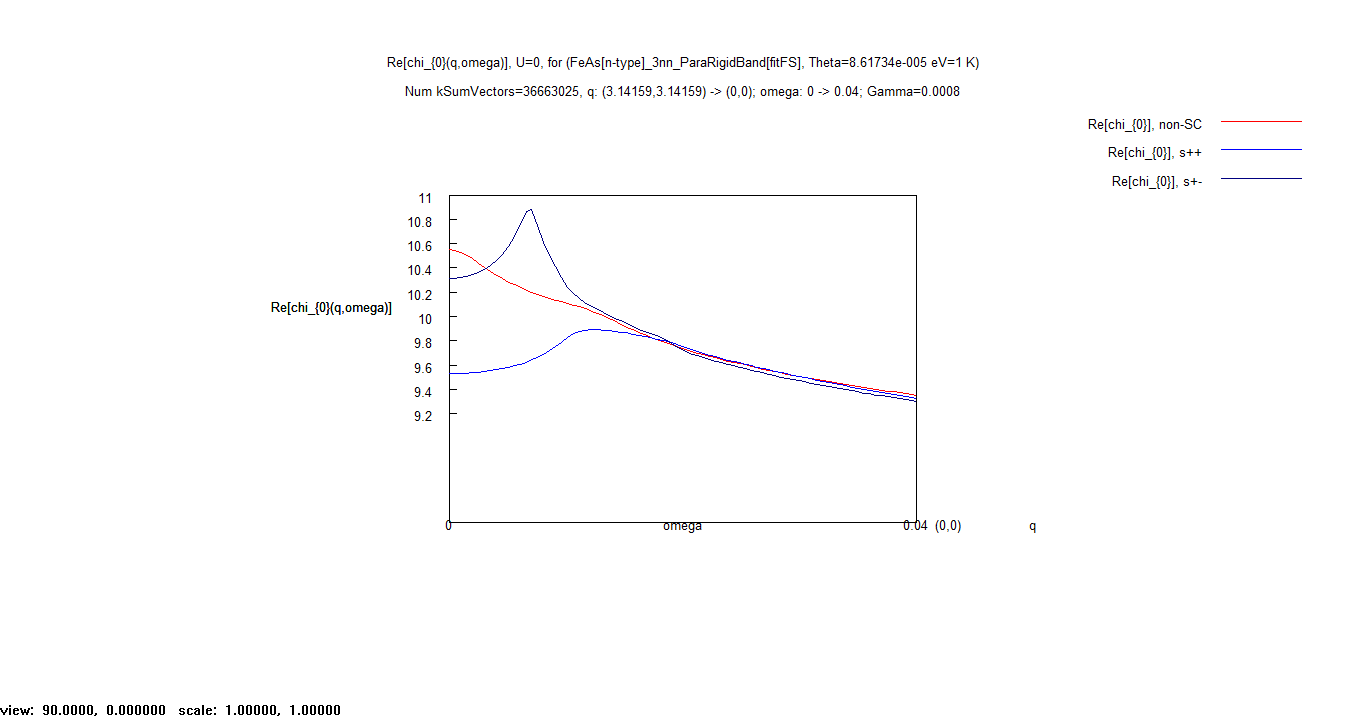 Re[chi_{0}(q,omega)], U=0, for (FeAs[n-type]_3nn_ParaRigidBand[fitFS], Theta=8.61734e-005 eV=1 K)
Num kSumVectors=36663025, q: (3.14159,3.14159) -> (0,0); omega: 0 -> 0.04; Gamma=0.0008
Re[chi_{0}], non-SC
Re[chi_{0}], s++
Re[chi_{0}], s+-
11
10.8
10.6
10.4
10.2
Re[chi_{0}(q,omega)]
10
9.8
9.6
9.4
9.2
0 omega 0.04 (0,0) q
view: 90.0000, 0.000000 scale: 1.00000, 1.00000